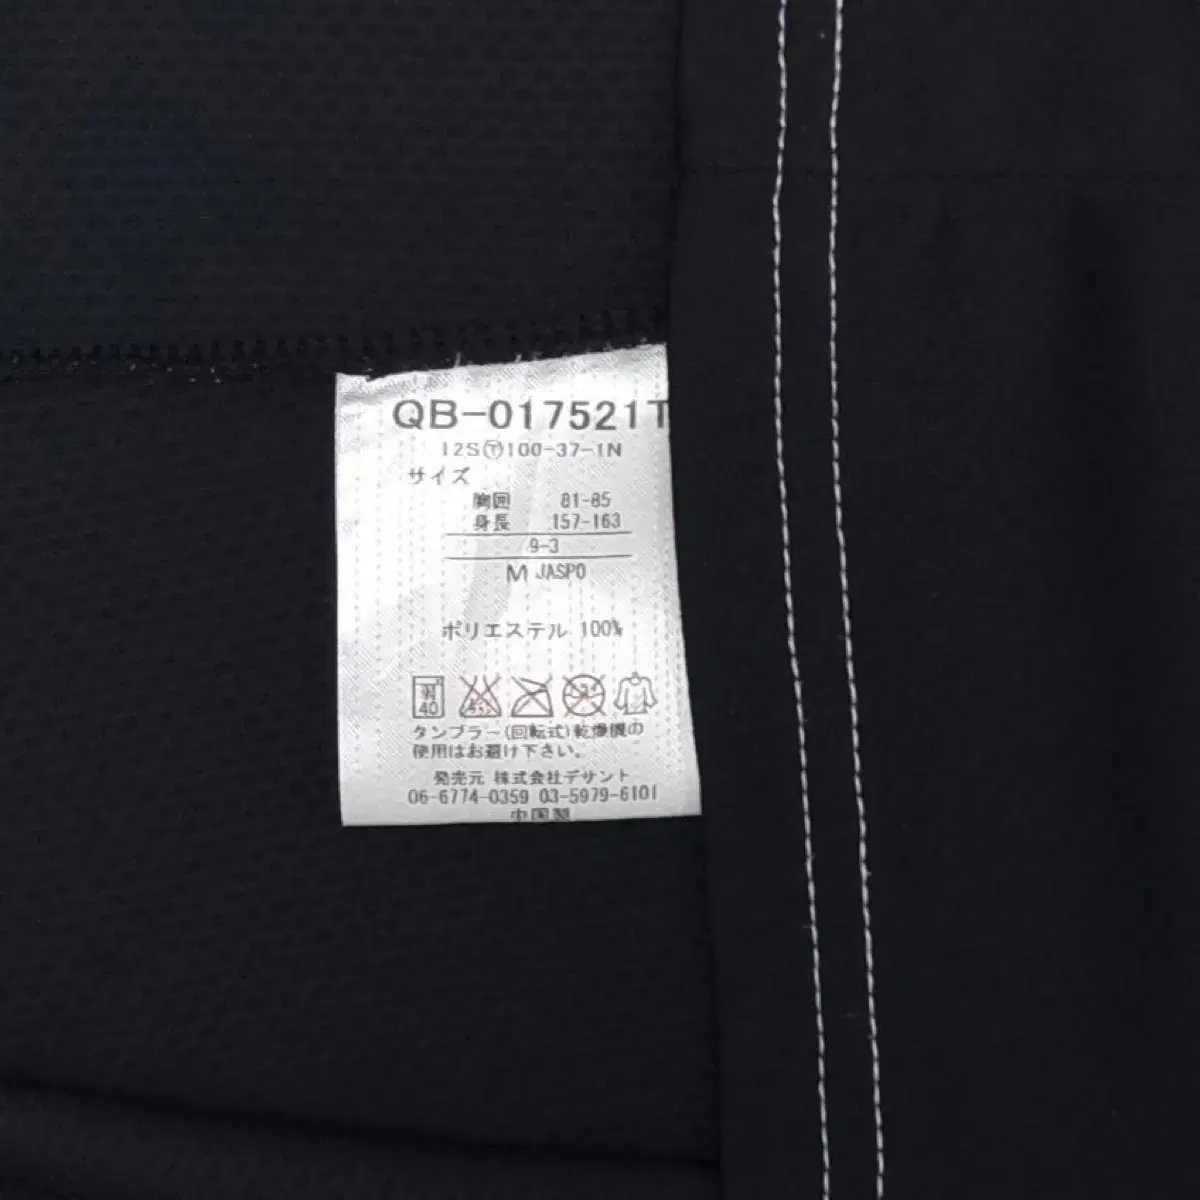 QB-017521T
12SⓉ100-37-1N
サイズ
胸囲 81-85
身長 157-163
9-3
M JASPO
ポリエステル 100%
40
タンブラー(回転式)乾燥機の
使用はお避け下さい。
発売元 株式会社デサント
06-6774-0359 03-5979-6101
中国製